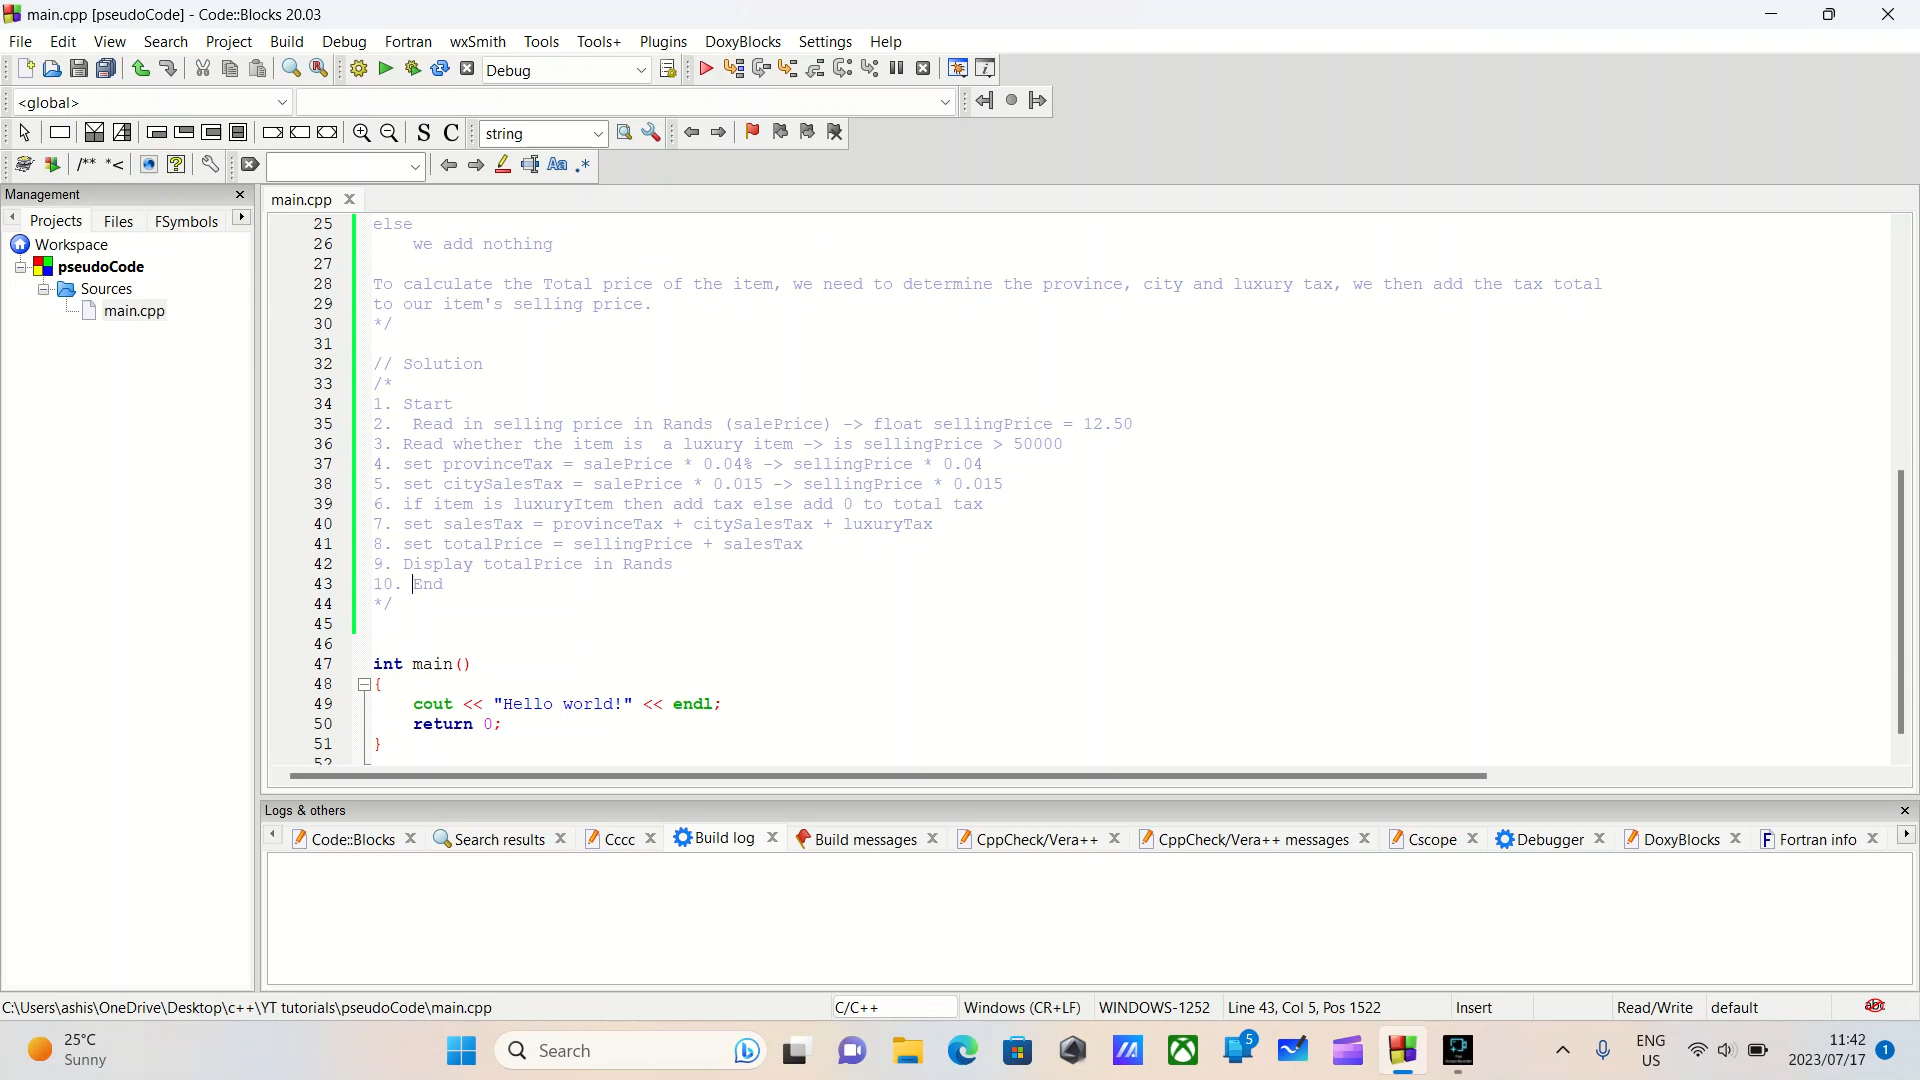 main.cpp [pseudoCode] - Code::Blocks 20.03
File Edit View Search Project Build Debug Fortran wxSmith Tools Tools+ Plugins DoxyBlocks Settings Help
Debug
<global>
S C string
/** *< Aa .*
Management
Projects Files FSymbols
Workspace
pseudoCode
Sources
main.cpp
main.cpp
25 else
26 we add nothing
27
28 To calculate the Total price of the item, we need to determine the province, city and luxury tax, we then add the tax total
29 to our item's selling price.
30 */
31
32 // Solution
33 /*
34 1. Start
35 2.  Read in selling price in Rands (salePrice) -> float sellingPrice = 12.50
36 3. Read whether the item is  a luxury item -> is sellingPrice > 50000
37 4. set provinceTax = salePrice * 0.04% -> sellingPrice * 0.04
38 5. set citySalesTax = salePrice * 0.015 -> sellingPrice * 0.015
39 6. if item is luxuryItem then add tax else add 0 to total tax
40 7. set salesTax = provinceTax + citySalesTax + luxuryTax
41 8. set totalPrice = sellingPrice + salesTax
42 9. Display totalPrice in Rands
43 10. End
44 */
45
46
47 int main()
48 {
49 cout << "Hello world!" << endl;
50 return 0;
51 }
52
Logs & others
Code::Blocks Search results Cccc Build log Build messages CppCheck/Vera++ CppCheck/Vera++ messages Cscope Debugger DoxyBlocks Fortran info
C:\Users\ashis\OneDrive\Desktop\c++\YT tutorials\pseudoCode\main.cpp C/C++ Windows (CR+LF) WINDOWS-1252 Line 43, Col 5, Pos 1522 Insert Read/Write default abc
25°C
Sunny
Search
5
ENG
US
11:42
2023/07/17
1